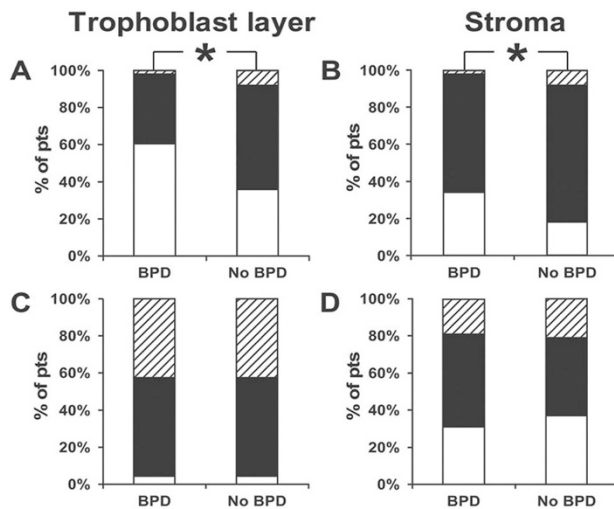 Trophoblast layer
Stroma
A
*
% of pts
100%
80%
60%
40%
20%
0%
BPD
No BPD
B
*
% of pts
100%
80%
60%
40%
20%
0%
BPD
No BPD
C
% of pts
100%
80%
60%
40%
20%
0%
BPD
No BPD
D
% of pts
100%
80%
60%
40%
20%
0%
BPD
No BPD